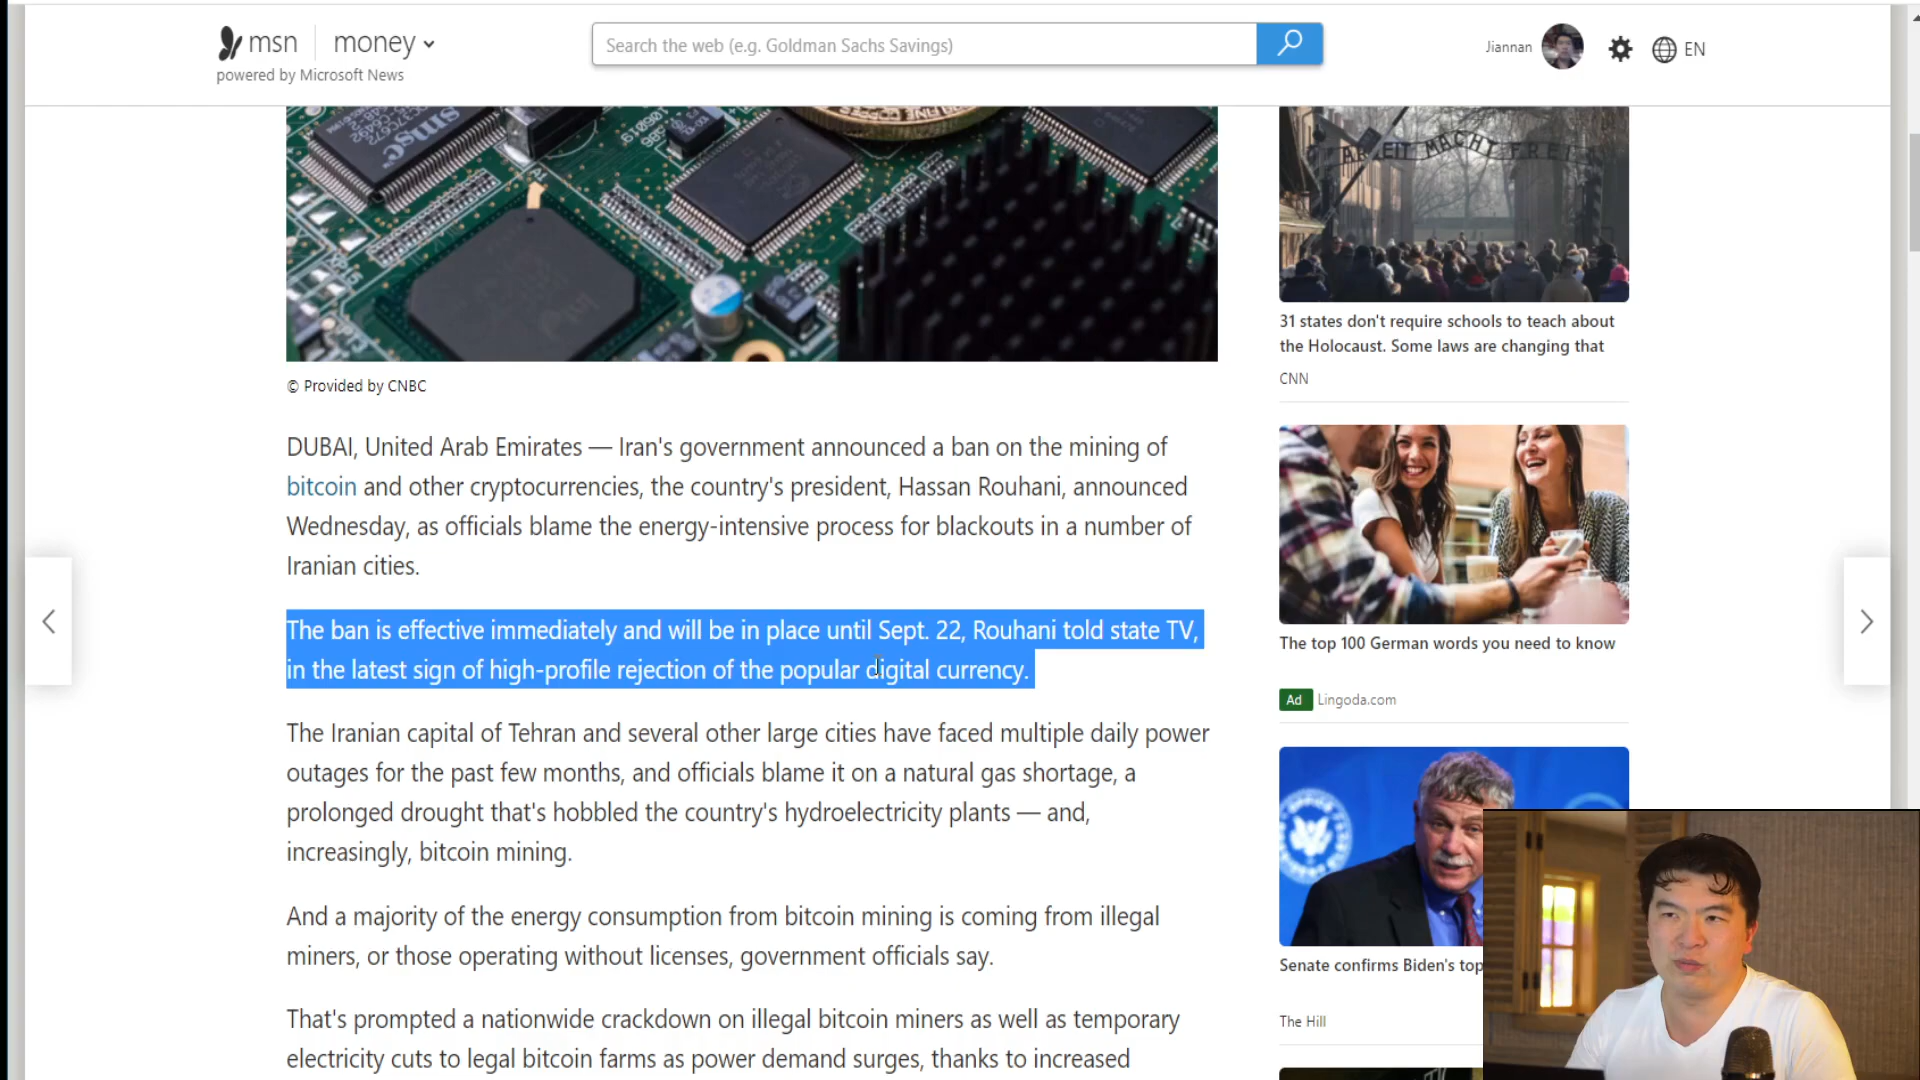 msn
money
powered by Microsoft News
Search the web (e.g. Goldman Sachs Savings)
Jiannan
EN
smsc
ARBEIT MACHT FREI
© Provided by CNBC
DUBAI, United Arab Emirates — Iran's government announced a ban on the mining of
bitcoin and other cryptocurrencies, the country's president, Hassan Rouhani, announced
Wednesday, as officials blame the energy-intensive process for blackouts in a number of
Iranian cities.
The ban is effective immediately and will be in place until Sept. 22, Rouhani told state TV,
in the latest sign of high-profile rejection of the popular digital currency.
The Iranian capital of Tehran and several other large cities have faced multiple daily power
outages for the past few months, and officials blame it on a natural gas shortage, a
prolonged drought that's hobbled the country's hydroelectricity plants — and,
increasingly, bitcoin mining.
And a majority of the energy consumption from bitcoin mining is coming from illegal
miners, or those operating without licenses, government officials say.
That's prompted a nationwide crackdown on illegal bitcoin miners as well as temporary
electricity cuts to legal bitcoin farms as power demand surges, thanks to increased
31 states don't require schools to teach about
the Holocaust. Some laws are changing that
CNN
The top 100 German words you need to know
Ad
Lingoda.com
Senate confirms Biden's top
The Hill